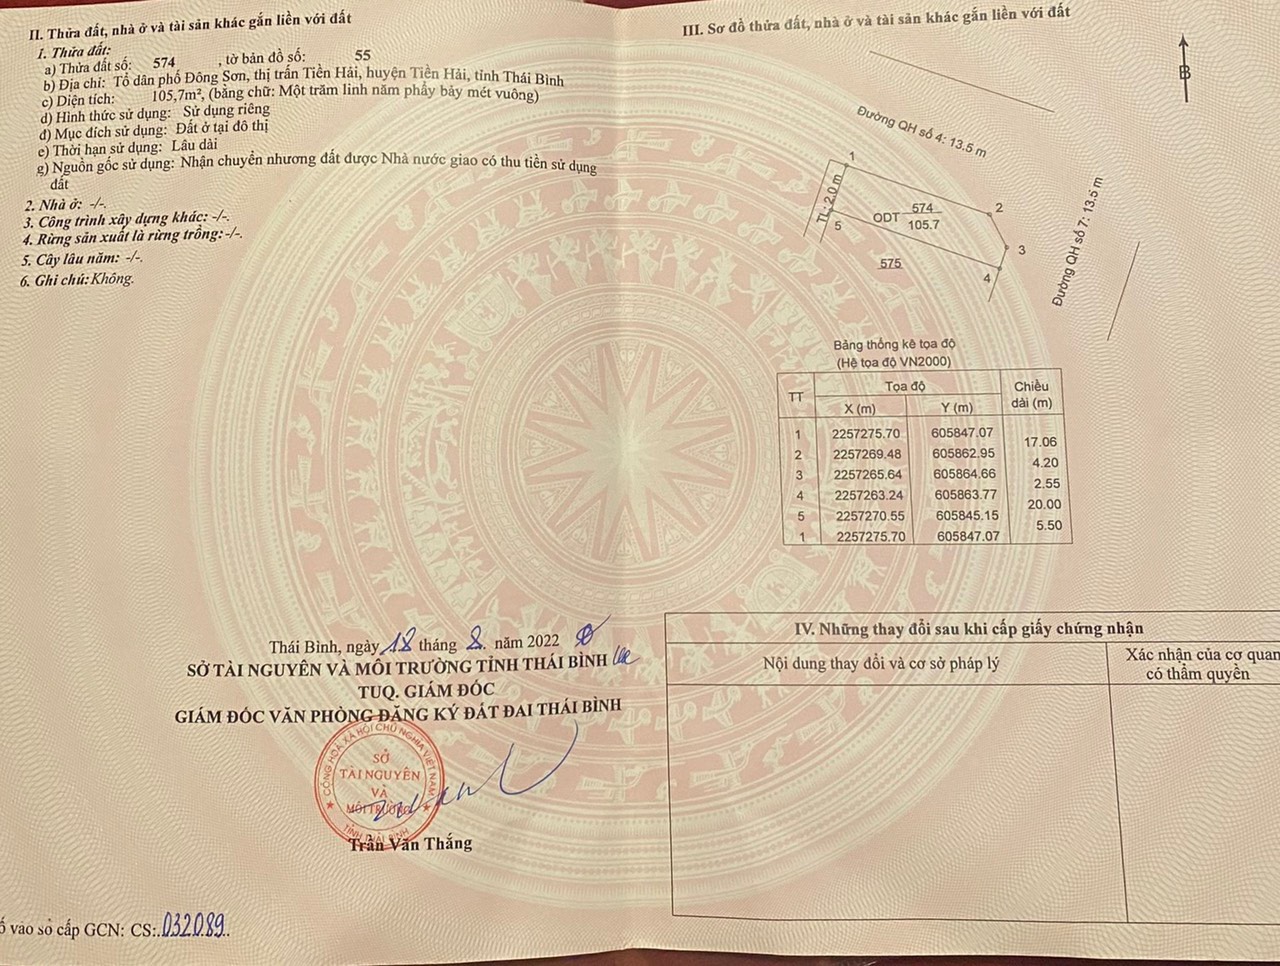 II. Thửa đất, nhà ở và tài sản khác gắn liền với đất
1. Thửa đất:
a) Thửa đất số: 574 , tờ bản đồ số: 55
b) Địa chỉ: Tổ dân phố Đông Sơn, thị trấn Tiền Hải, huyện Tiền Hải, tỉnh Thái Bình
c) Diện tích: 105,7m², (bằng chữ: Một trăm linh năm phẩy bảy mét vuông)
d) Hình thức sử dụng: Sử dụng riêng
đ) Mục đích sử dụng: Đất ở tại đô thị
e) Thời hạn sử dụng: Lâu dài
g) Nguồn gốc sử dụng: Nhận chuyển nhượng đất được Nhà nước giao có thu tiền sử dụng
đất
2. Nhà ở: -/-.
3. Công trình xây dựng khác: -/-.
4. Rừng sản xuất là rừng trồng: -/-.
5. Cây lâu năm: -/-.
6. Ghi chú: Không.
Thái Bình, ngày 18 tháng 8. năm 2022
SỞ TÀI NGUYÊN VÀ MÔI TRƯỜNG TỈNH THÁI BÌNH
TUQ. GIÁM ĐỐC
GIÁM ĐỐC VĂN PHÒNG ĐĂNG KÝ ĐẤT ĐAI THÁI BÌNH
CỘNG HOÀ XÃ HỘI CHỦ NGHĨA VIỆT NAM
SỞ
TÀI NGUYÊN
VÀ
MÔI TRƯỜNG
TỈNH THÁI BÌNH
Trần Văn Thắng
ố vào sổ cấp GCN: CS:.032089..
III. Sơ đồ thửa đất, nhà ở và tài sản khác gắn liền với đất
B
Đường QH số 4: 13.5 m
Đường QH số 7: 13.5 m
TL: 2.0 m
1
2
3
4
5
ODT 574
105.7
575
Bảng thống kê tọa độ
(Hệ tọa độ VN2000)
TT Tọa độ Chiều dài (m)
X (m) Y (m)
1 2257275.70 605847.07
17.06
2 2257269.48 605862.95
4.20
3 2257265.64 605864.66
2.55
4 2257263.24 605863.77
20.00
5 2257270.55 605845.15
5.50
1 2257275.70 605847.07
IV. Những thay đổi sau khi cấp giấy chứng nhận
Nội dung thay đổi và cơ sở pháp lý
Xác nhận của cơ quan
có thẩm quyền